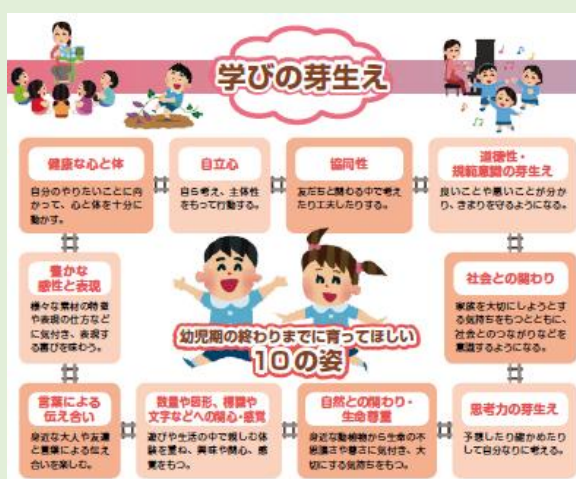 学びの芽生え
健康な心と体
自分のやりたいことに向
かって、心と体を十分に
動かす。
自立心
自ら考え、主体性
をもって行動する。
協同性
友だちと関わる中で考え
たり工夫したりする。
道徳性・
規範意識の芽生え
良いことや悪いことが分か
り、きまりを守るようになる。
社会との関わり
家族を大切にしようとす
る気持ちをもつとともに、
社会とのつながりなどを
意識するようになる。
思考力の芽生え
予想したり確かめたり
して自分なりに考える。
自然との関わり・
生命尊重
身近な動植物から生命の不
思議さや尊さに気付き、大
切にする気持ちをもつ。
数量や図形、標識や
文字などへの関心・感覚
遊びや生活の中で親しむ体
験を重ね、興味や関心、感
覚をもつ。
言葉による
伝え合い
身近な大人や友達
と言葉による伝え
合いを楽しむ。
豊かな
感性と表現
様々な素材の特徴
や表現の仕方など
に気付き、表現す
る喜びを味わう。
幼児期の終わりまでに育ってほしい
10の姿